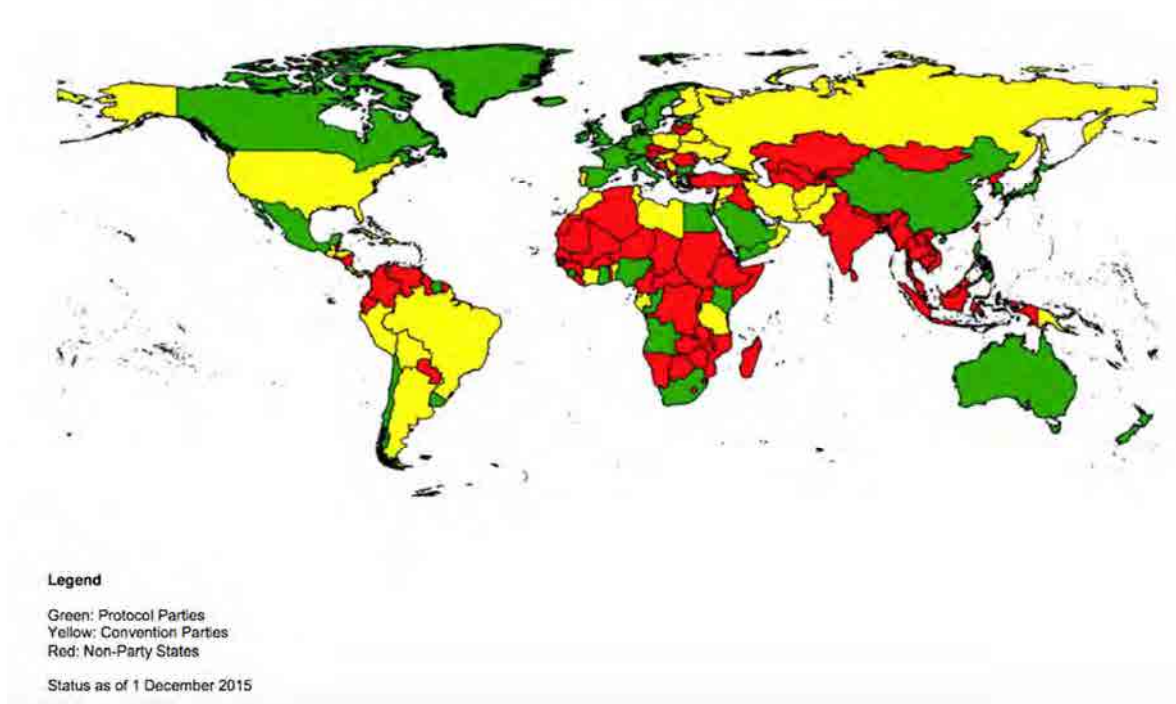 Legend
Green: Protocol Parties
Yellow: Convention Parties
Red: Non-Party States
Status as of 1 December 2015